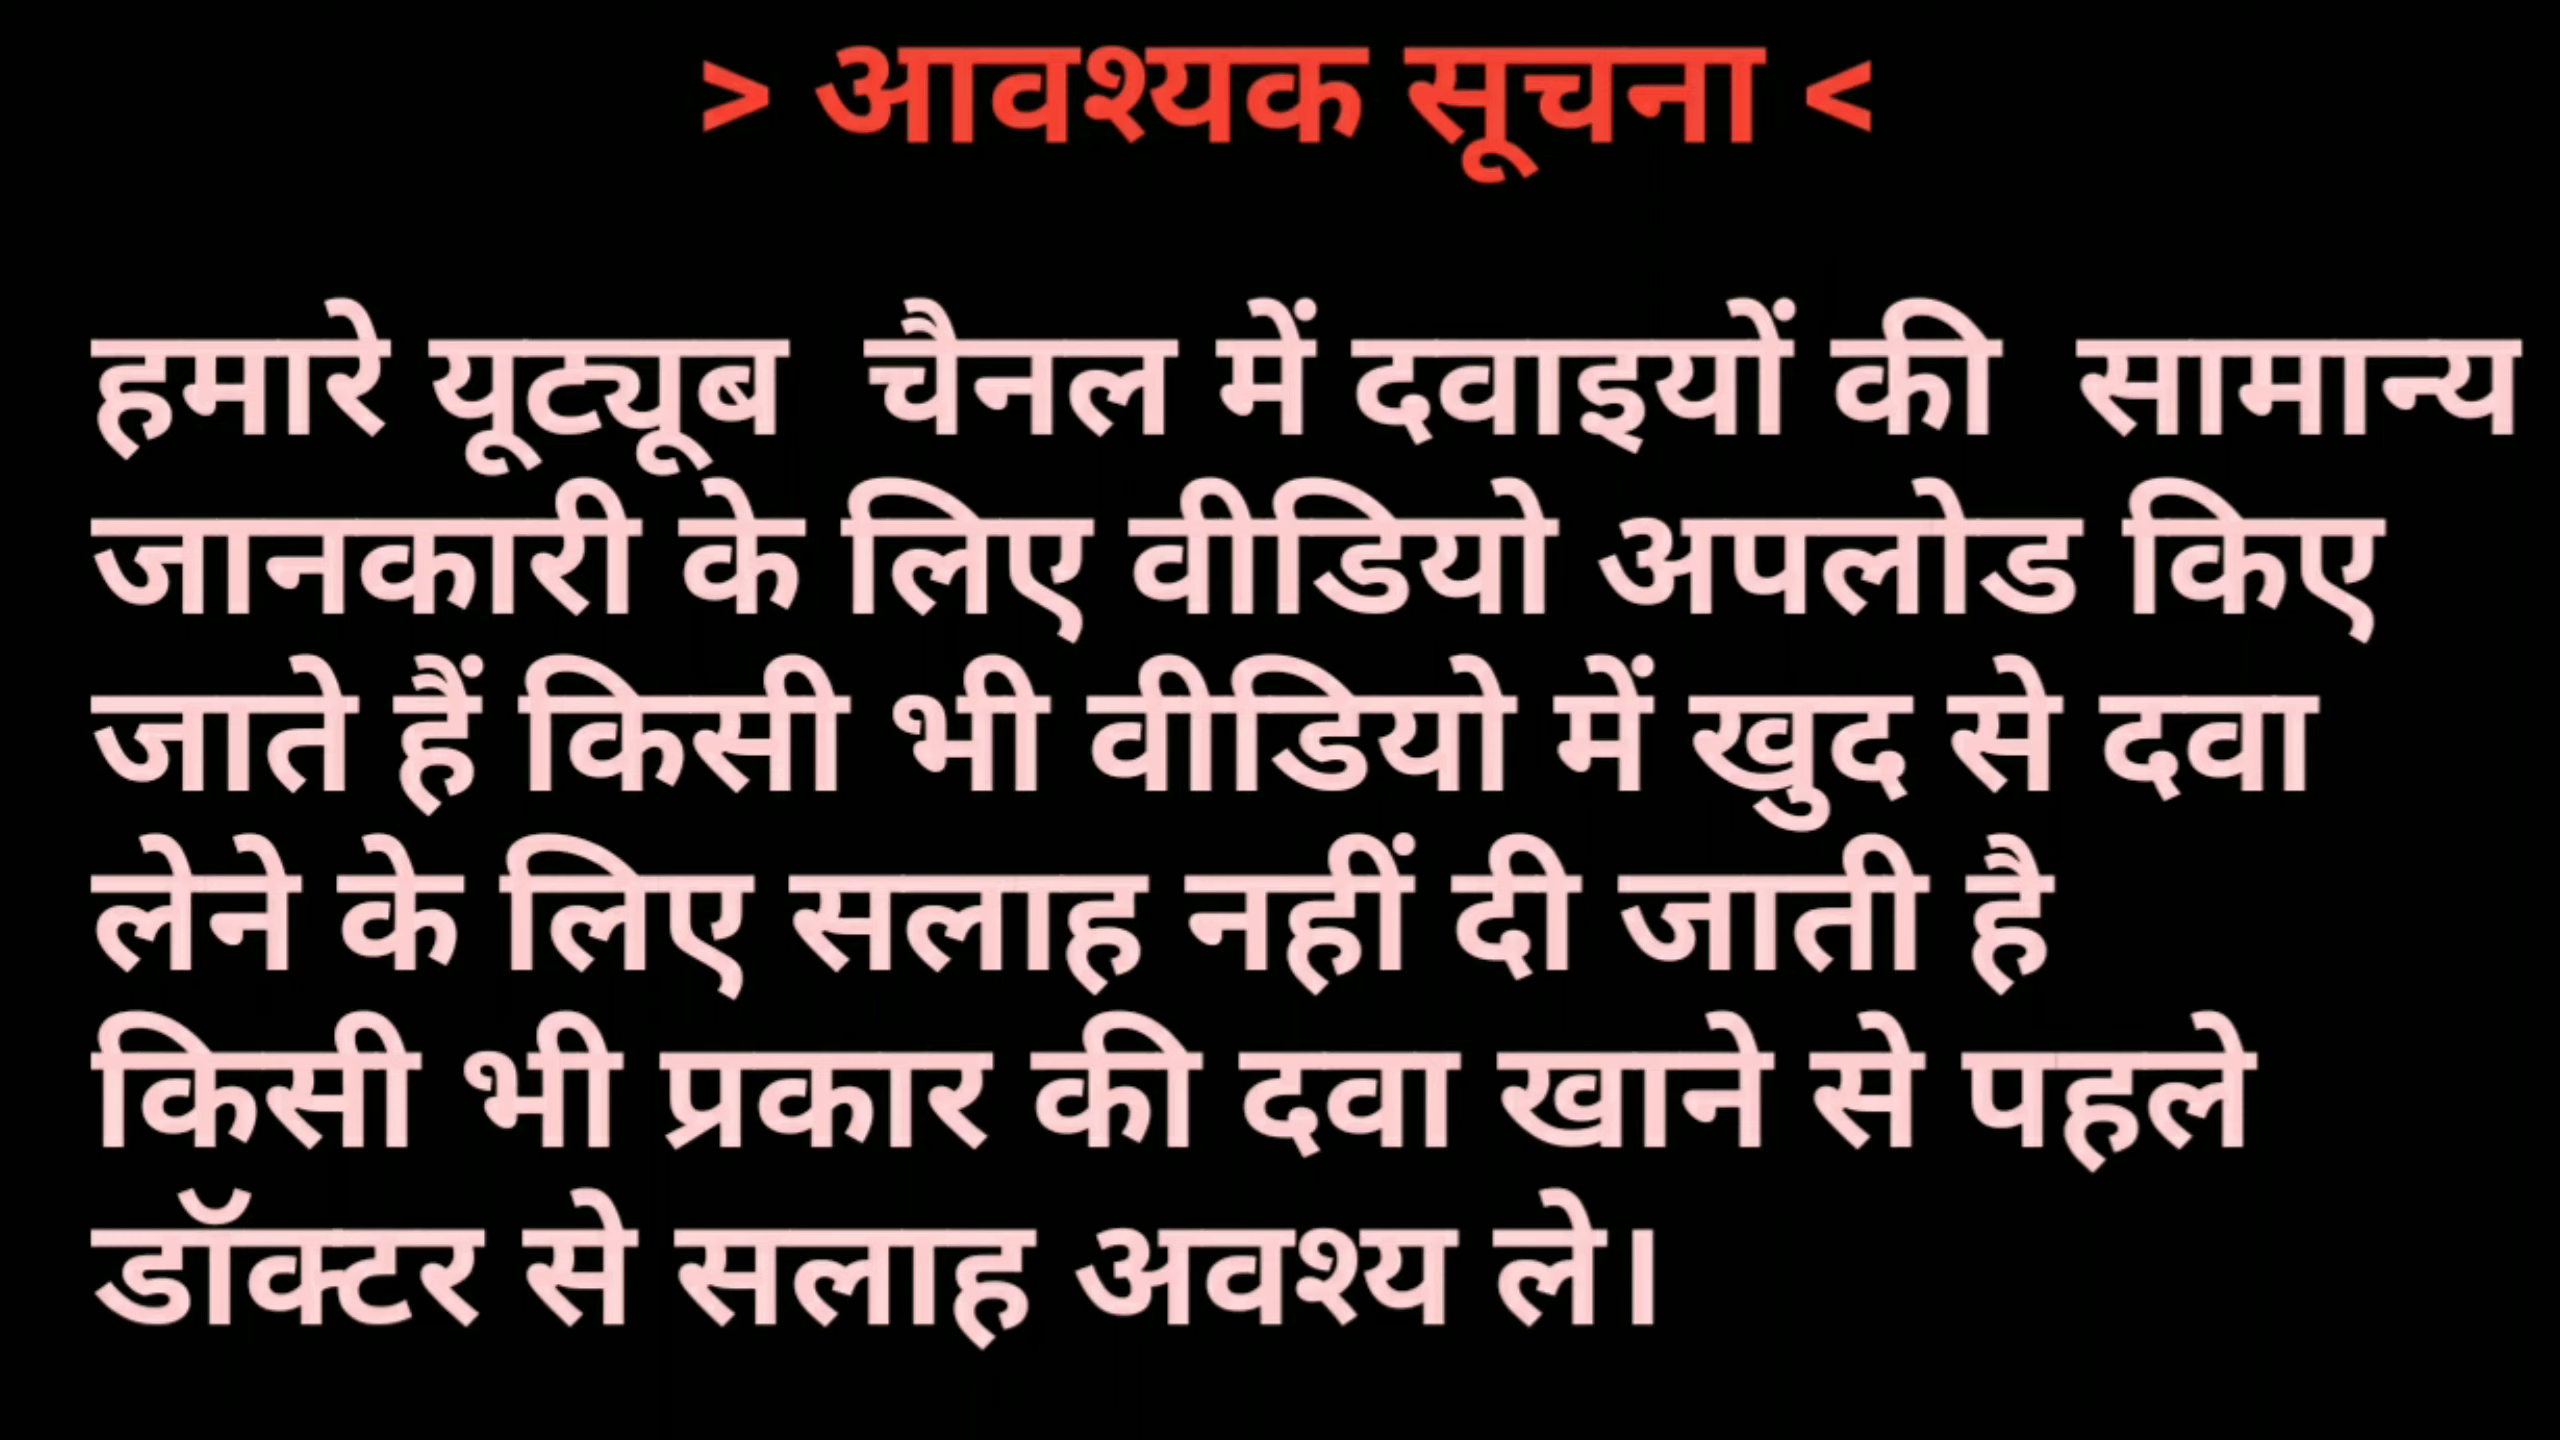 > आवश्यक सूचना <
हमारे यूट्यूब चैनल में दवाइयों की सामान्य
जानकारी के लिए वीडियो अपलोड किए
जाते हैं किसी भी वीडियो में खुद से दवा
लेने के लिए सलाह नहीं दी जाती है
किसी भी प्रकार की दवा खाने से पहले
डॉक्टर से सलाह अवश्य ले।